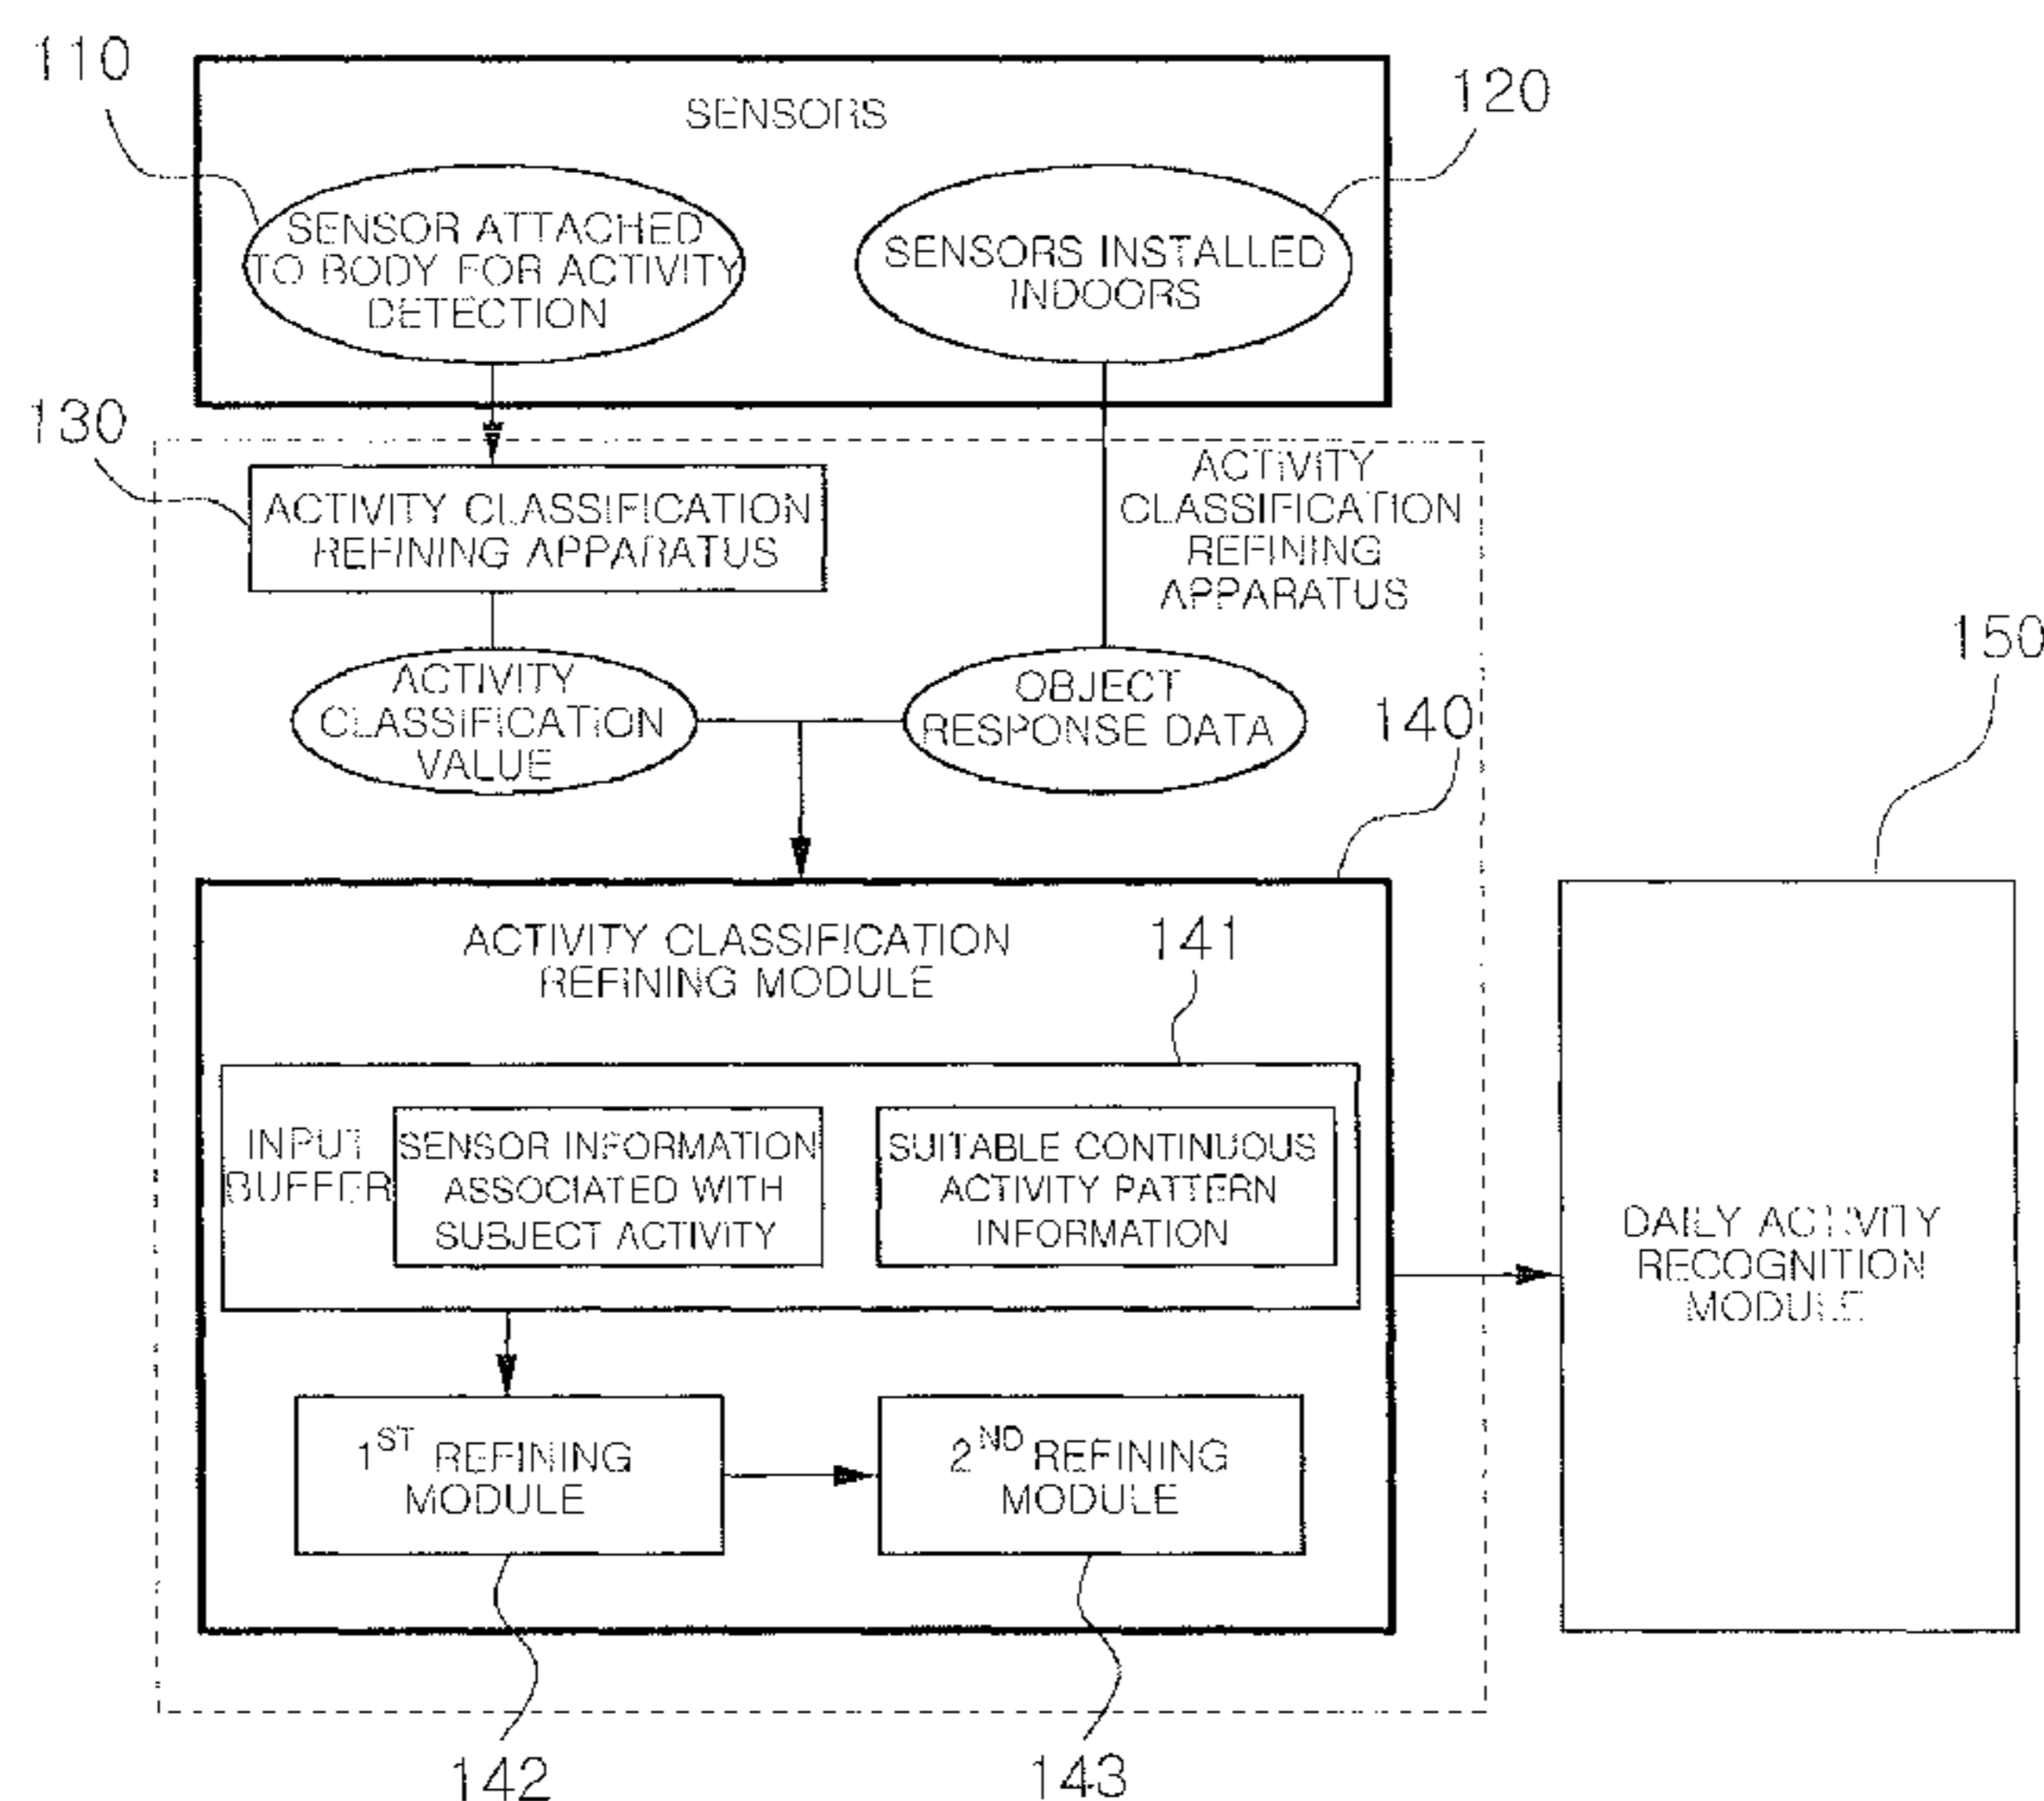 110
SENSORS
120
SENSOR ATTACHED
TO BODY FOR ACTIVITY
DETECTION
SENSORS INSTALLED
INDOORS
130
ACTIVITY CLASSIFICATION
REFINING APPARATUS
ACTIVITY
CLASSIFICATION
REFINING
APPARATUS
150
ACTIVITY
CLASSIFICATION
VALUE
OBJECT
RESPONSE DATA
140
ACTIVITY CLASSIFICATION
REFINING MODULE
141
INPUT
BUFFER
SENSOR INFORMATION
ASSOCIATED WITH
SUBJECT ACTIVITY
SUITABLE CONTINUOUS
ACTIVITY PATTERN
INFORMATION
DAILY ACTIVITY
RECOGNITION
MODULE
1ST REFINING
MODULE
2ND REFINING
MODULE
142
143